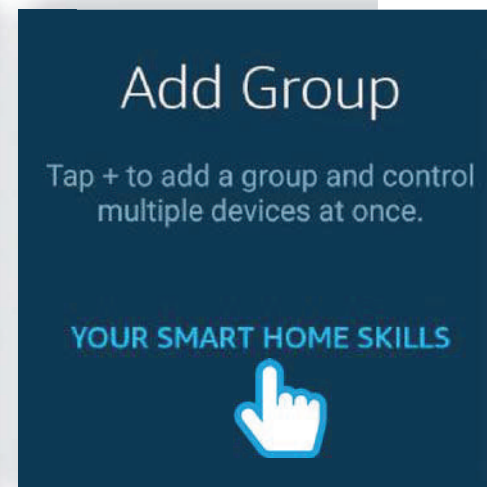 Add Group
Tap + to add a group and control
multiple devices at once.
YOUR SMART HOME SKILLS